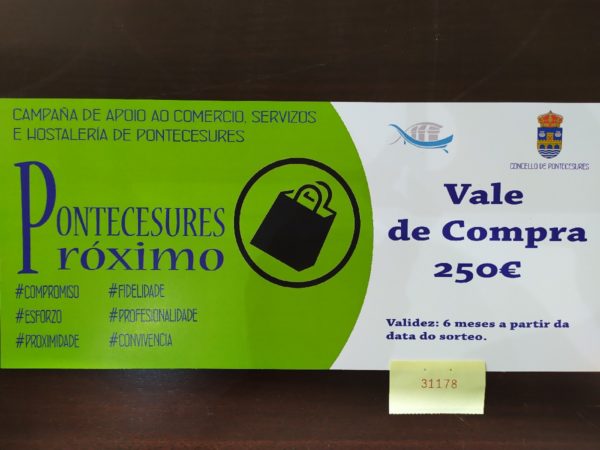 CAMPAÑA DE APOIO AO COMERCIO, SERVIZOS
E HOSTALERÍA DE PONTECESURES
PONTECESURES
Próximo
#COMPROMISO #FIDELIDADE
#ESFORZO #PROFESIONALIDADE
#PROXIMIDADE #CONVIVENCIA
CONCELLO DE PONTECESURES
Vale
de Compra
250€
Validez: 6 meses a partir da
data do sorteo.
31178